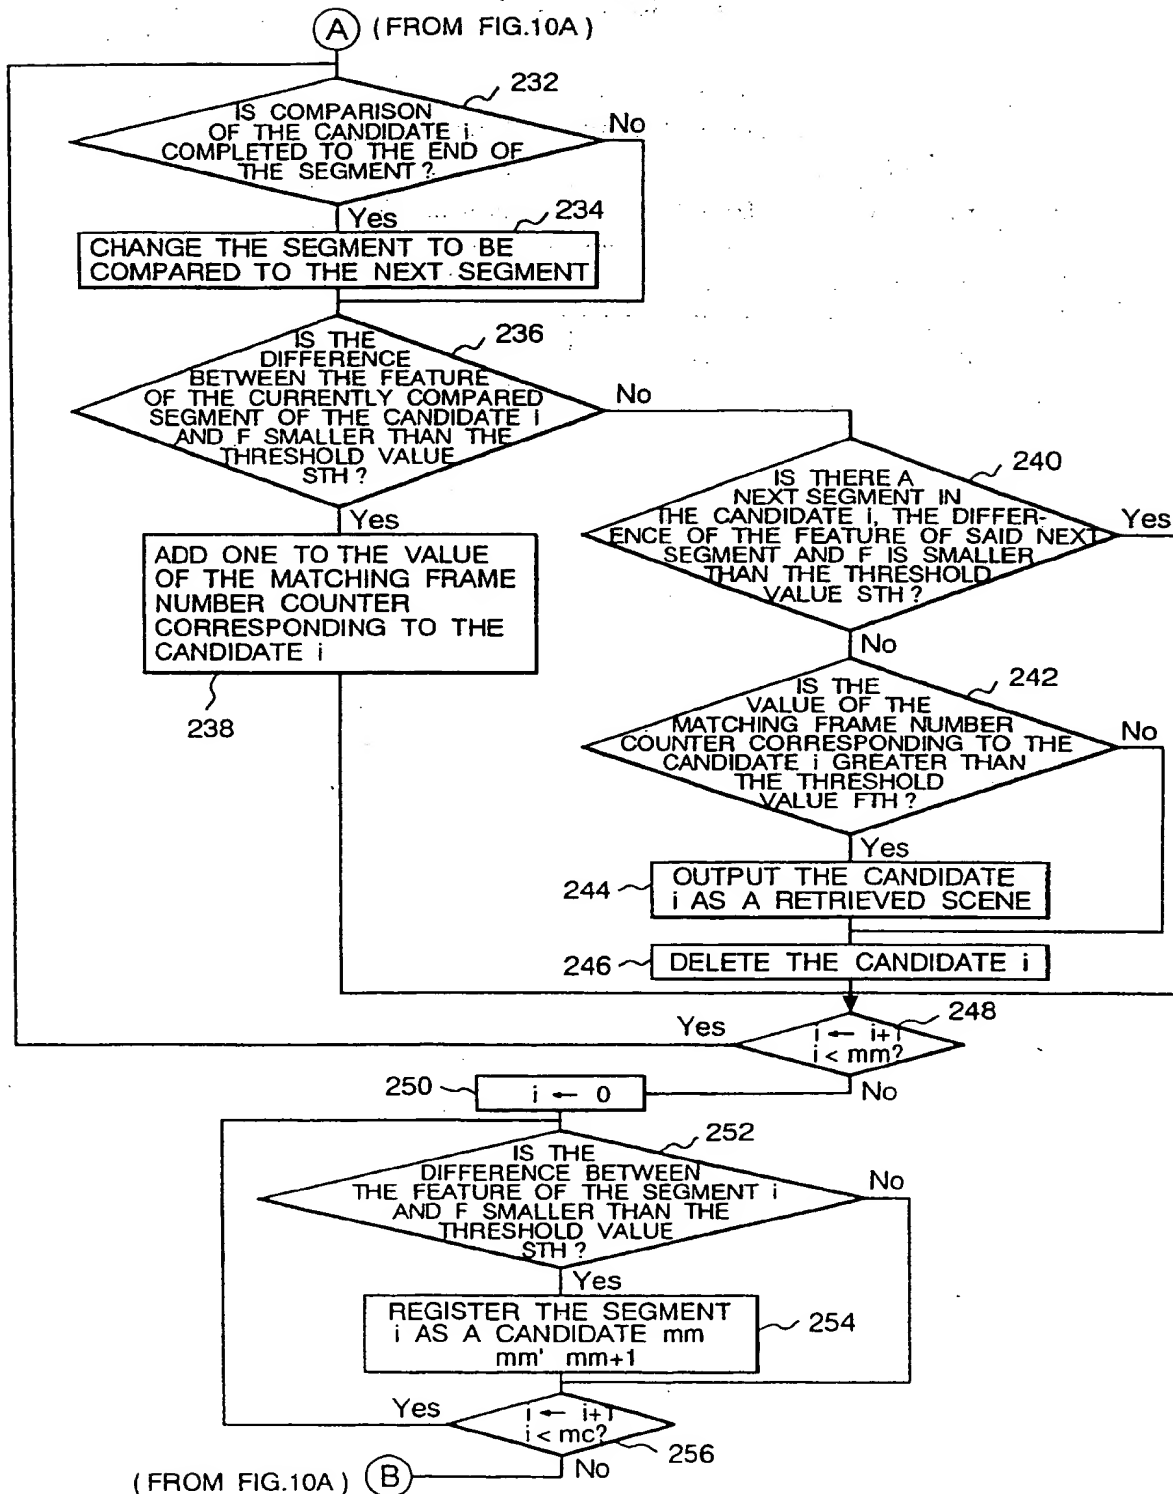 A (FROM FIG.10A)
232
IS COMPARISON
OF THE CANDIDATE i
COMPLETED TO THE END OF
THE SEGMENT?
No
Yes
234
CHANGE THE SEGMENT TO BE
COMPARED TO THE NEXT SEGMENT
236
IS THE
DIFFERENCE
BETWEEN THE FEATURE
OF THE CURRENTLY COMPARED
SEGMENT OF THE CANDIDATE i
AND F SMALLER THAN THE
THRESHOLD VALUE
STH?
No
Yes
ADD ONE TO THE VALUE
OF THE MATCHING FRAME
NUMBER COUNTER
CORRESPONDING TO THE
CANDIDATE i
238
240
IS THERE A
NEXT SEGMENT IN
THE CANDIDATE i, THE DIFFER-
ENCE OF THE FEATURE OF SAID NEXT
SEGMENT AND F IS SMALLER
THAN THE THRESHOLD
VALUE STH?
Yes
No
242
IS THE
VALUE OF THE
MATCHING FRAME NUMBER
COUNTER CORRESPONDING TO THE
CANDIDATE i GREATER THAN
THE THRESHOLD
VALUE FTH?
No
Yes
244
OUTPUT THE CANDIDATE
i AS A RETRIEVED SCENE
246
DELETE THE CANDIDATE i
248
i ← i+1
i < mm?
Yes
No
250
i ← 0
252
IS THE
DIFFERENCE BETWEEN
THE FEATURE OF THE SEGMENT i
AND F SMALLER THAN THE
THRESHOLD VALUE
STH?
No
Yes
REGISTER THE SEGMENT
i AS A CANDIDATE mm
mm' mm+1
254
i ← i+1
i < mc?
Yes
256
No
(FROM FIG.10A) B